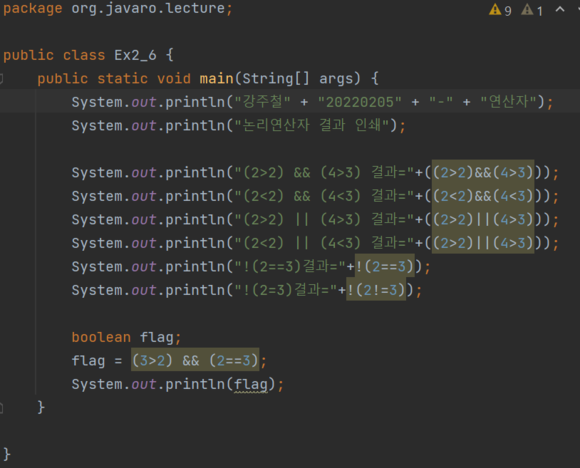 package org.javaro.lecture;
9 1
public class Ex2_6 {
public static void main(String[] args) {
System.out.println("강주철" + "20220205" + "-" + "연산자");
System.out.println("논리연산자 결과 인쇄");
System.out.println("(2>2) && (4>3) 결과="+((2>2)&&(4>3)));
System.out.println("(2<2) && (4<3) 결과="+((2<2)&&(4<3)));
System.out.println("(2>2) || (4>3) 결과="+((2>2)||(4>3)));
System.out.println("(2<2) || (4<3) 결과="+((2>2)||(4>3)));
System.out.println("!(2==3)결과="+!(2==3));
System.out.println("!(2=3)결과="+!(2!=3));
boolean flag;
flag = (3>2) && (2==3);
System.out.println(flag);
}
}